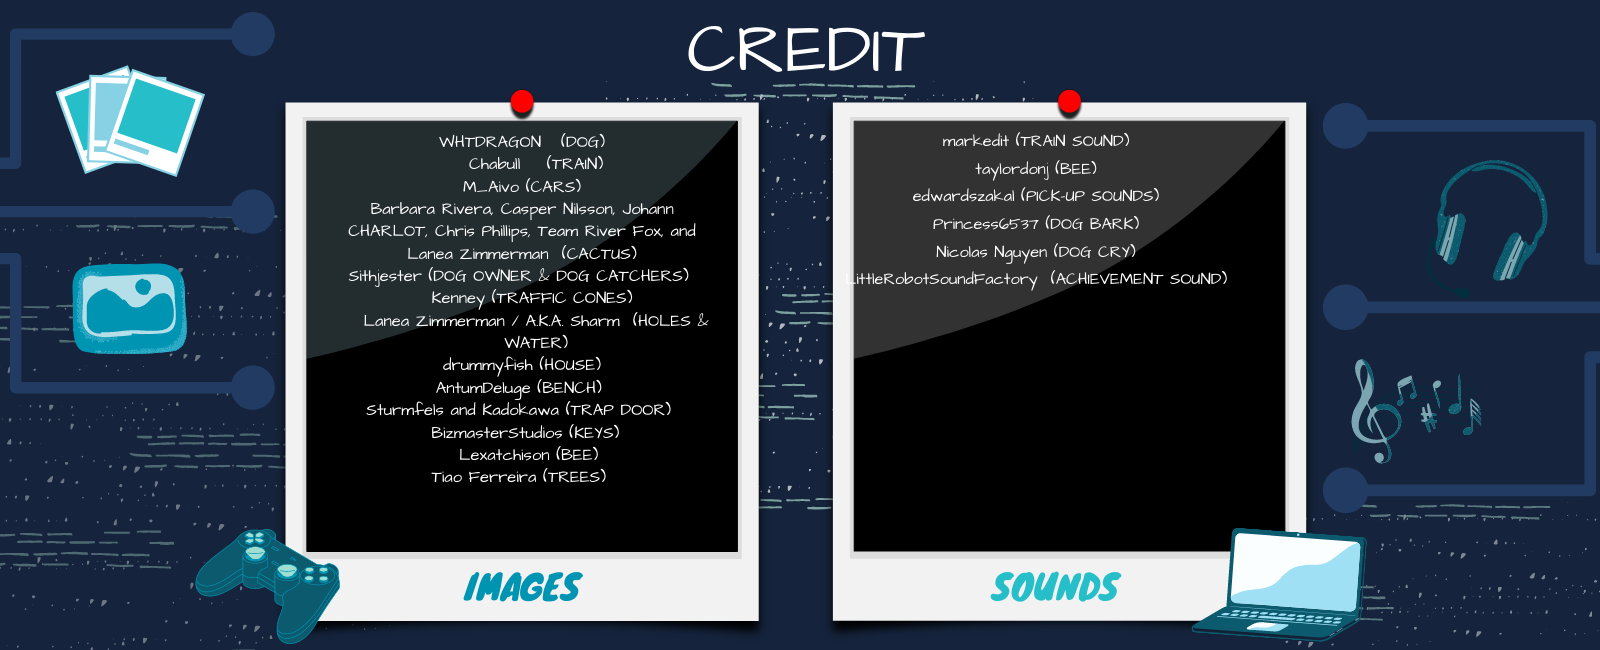 CREDIT
WHTDRAGON (DOG)
Chabull (TRAIN)
M_Aivo (CARS)
Barbara Rivera, Casper Nilsson, Johann
CHARLOT, Chris Phillips, Team River Fox, and
Lanea Zimmerman (CACTUS)
Sithjester (DOG OWNER & DOG CATCHERS)
Kenney (TRAFFIC CONES)
Lanea Zimmerman / A.K.A. Sharm (HOLES &
WATER)
drummyfish (HOUSE)
AntumDeluge (BENCH)
Sturmfels and Kadokawa (TRAP DOOR)
BizmasterStudios (KEYS)
Lexatchison (BEE)
Tiao Ferreira (TREES)
IMAGES
markedit (TRAIN SOUND)
taylordonj (BEE)
edwardszakal (PICK-UP SOUNDS)
Princess6537 (DOG BARK)
Nicolas Nguyen (DOG CRY)
LittleRobotSoundFactory (ACHIEVEMENT SOUND)
SOUNDS